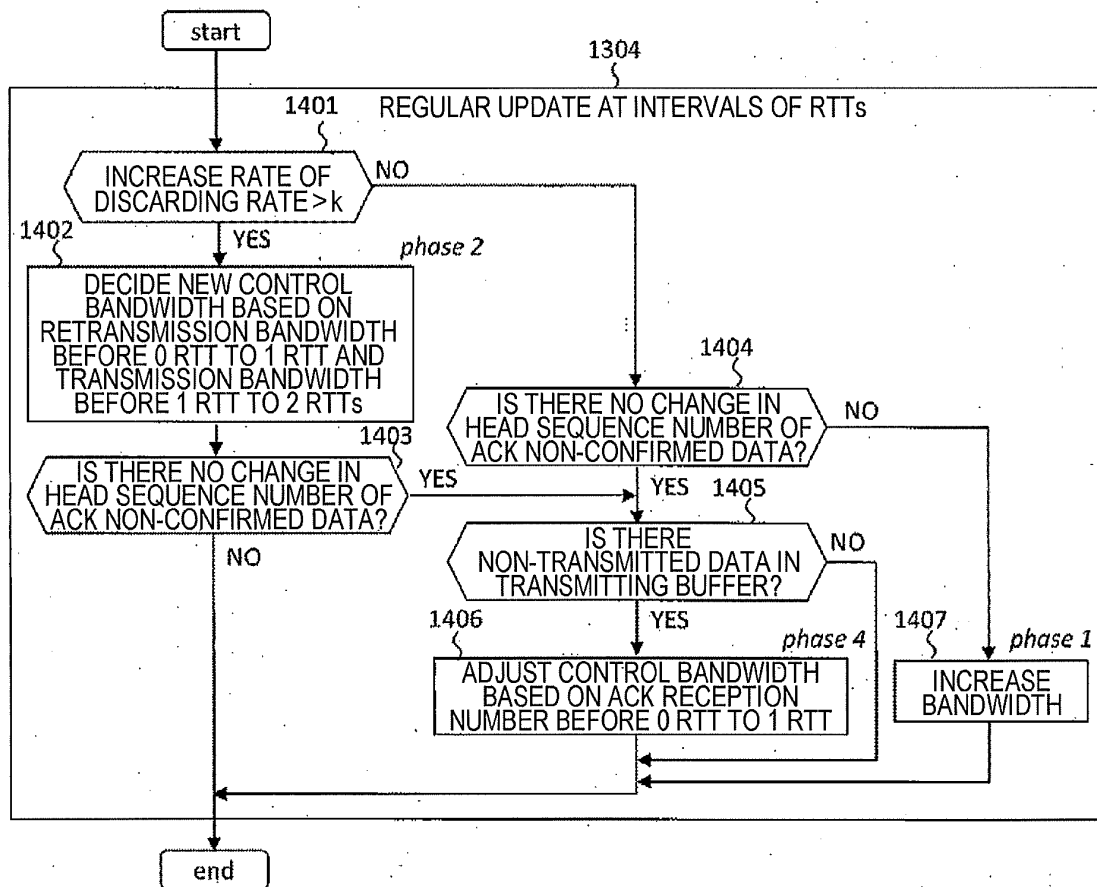 start
1304
REGULAR UPDATE AT INTERVALS OF RTTs
1401
INCREASE RATE OF
DISCARDING RATE > k
NO
YES
1402
phase 2
DECIDE NEW CONTROL
BANDWIDTH BASED ON
RETRANSMISSION BANDWIDTH
BEFORE 0 RTT TO 1 RTT AND
TRANSMISSION BANDWIDTH
BEFORE 1 RTT TO 2 RTTs
1403
IS THERE NO CHANGE IN
HEAD SEQUENCE NUMBER OF
ACK NON-CONFIRMED DATA?
YES
NO
1404
IS THERE NO CHANGE IN
HEAD SEQUENCE NUMBER OF
ACK NON-CONFIRMED DATA?
NO
YES
1405
IS THERE
NON-TRANSMITTED DATA IN
TRANSMITTING BUFFER?
NO
YES
1406
phase 4
ADJUST CONTROL BANDWIDTH
BASED ON ACK RECEPTION
NUMBER BEFORE 0 RTT TO 1 RTT
1407
phase 1
INCREASE
BANDWIDTH
end